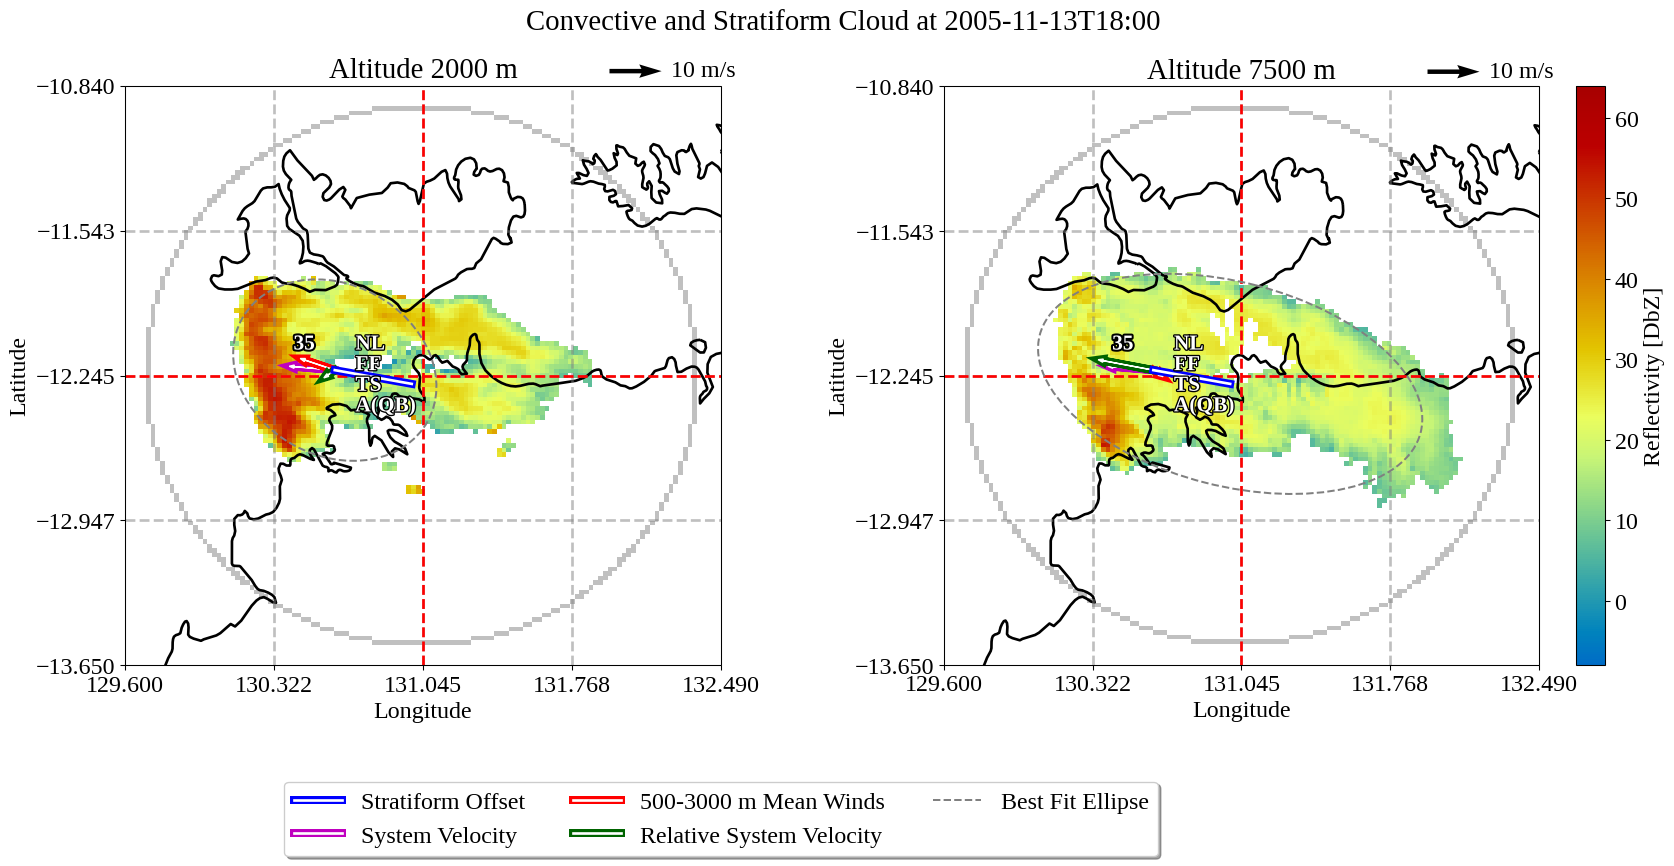 Convective and Stratiform Cloud at 2005-11-13T18:00
Altitude 2000 m
10 m/s
−10.840
−11.543
−12.245
−12.947
−13.650
Latitude
35
NL
FF
TS
A(QB)
129.600
130.322
131.045
131.768
132.490
Longitude
Altitude 7500 m
10 m/s
−10.840
−11.543
−12.245
−12.947
−13.650
Latitude
35
NL
FF
TS
A(QB)
129.600
130.322
131.045
131.768
132.490
Longitude
60
50
40
30
20
10
0
Reflectivity [DbZ]
Stratiform Offset
System Velocity
500-3000 m Mean Winds
Relative System Velocity
Best Fit Ellipse